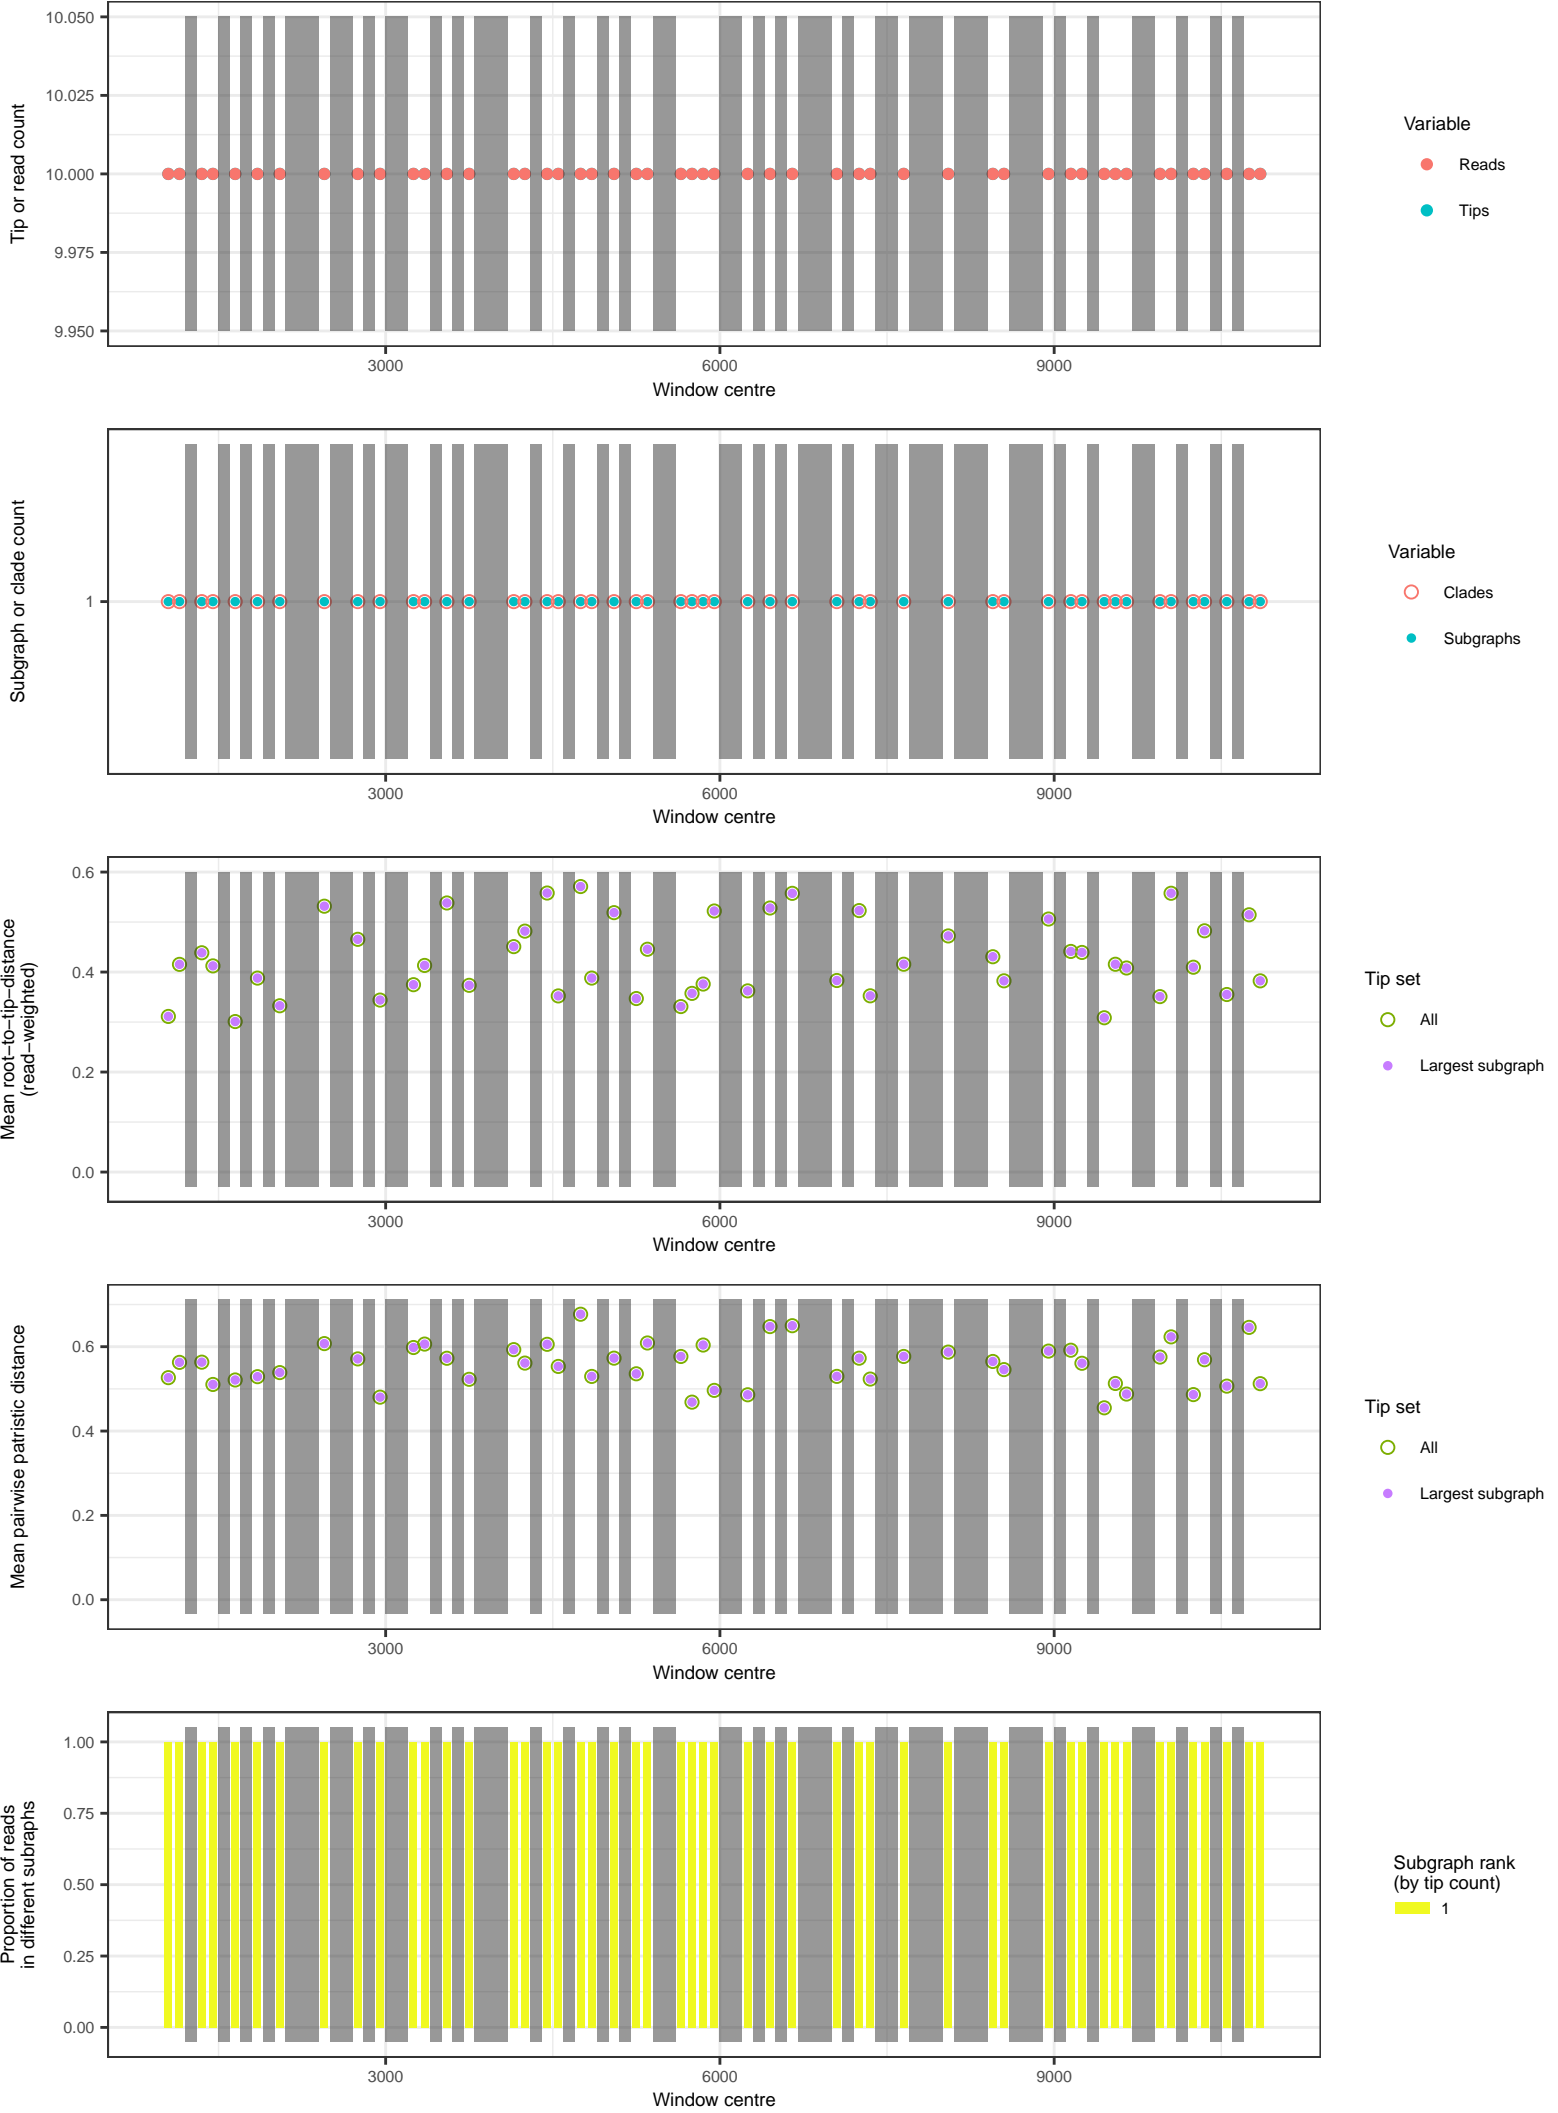 10.050
10.025
10.000
9.975
9.950
Tip or read count
3000
6000
9000
Window centre
Variable
Reads
Tips
1
Subgraph or clade count
3000
6000
9000
Window centre
Variable
Clades
Subgraphs
0.6
0.4
0.2
0.0
Mean root−to−tip−distance
(read−weighted)
3000
6000
9000
Window centre
Tip set
All
Largest subgraph
0.6
0.4
0.2
0.0
Mean pairwise patristic distance
3000
6000
9000
Window centre
Tip set
All
Largest subgraph
1.00
0.75
0.50
0.25
0.00
Proportion of reads
in different subraphs
3000
6000
9000
Window centre
Subgraph rank
(by tip count)
1